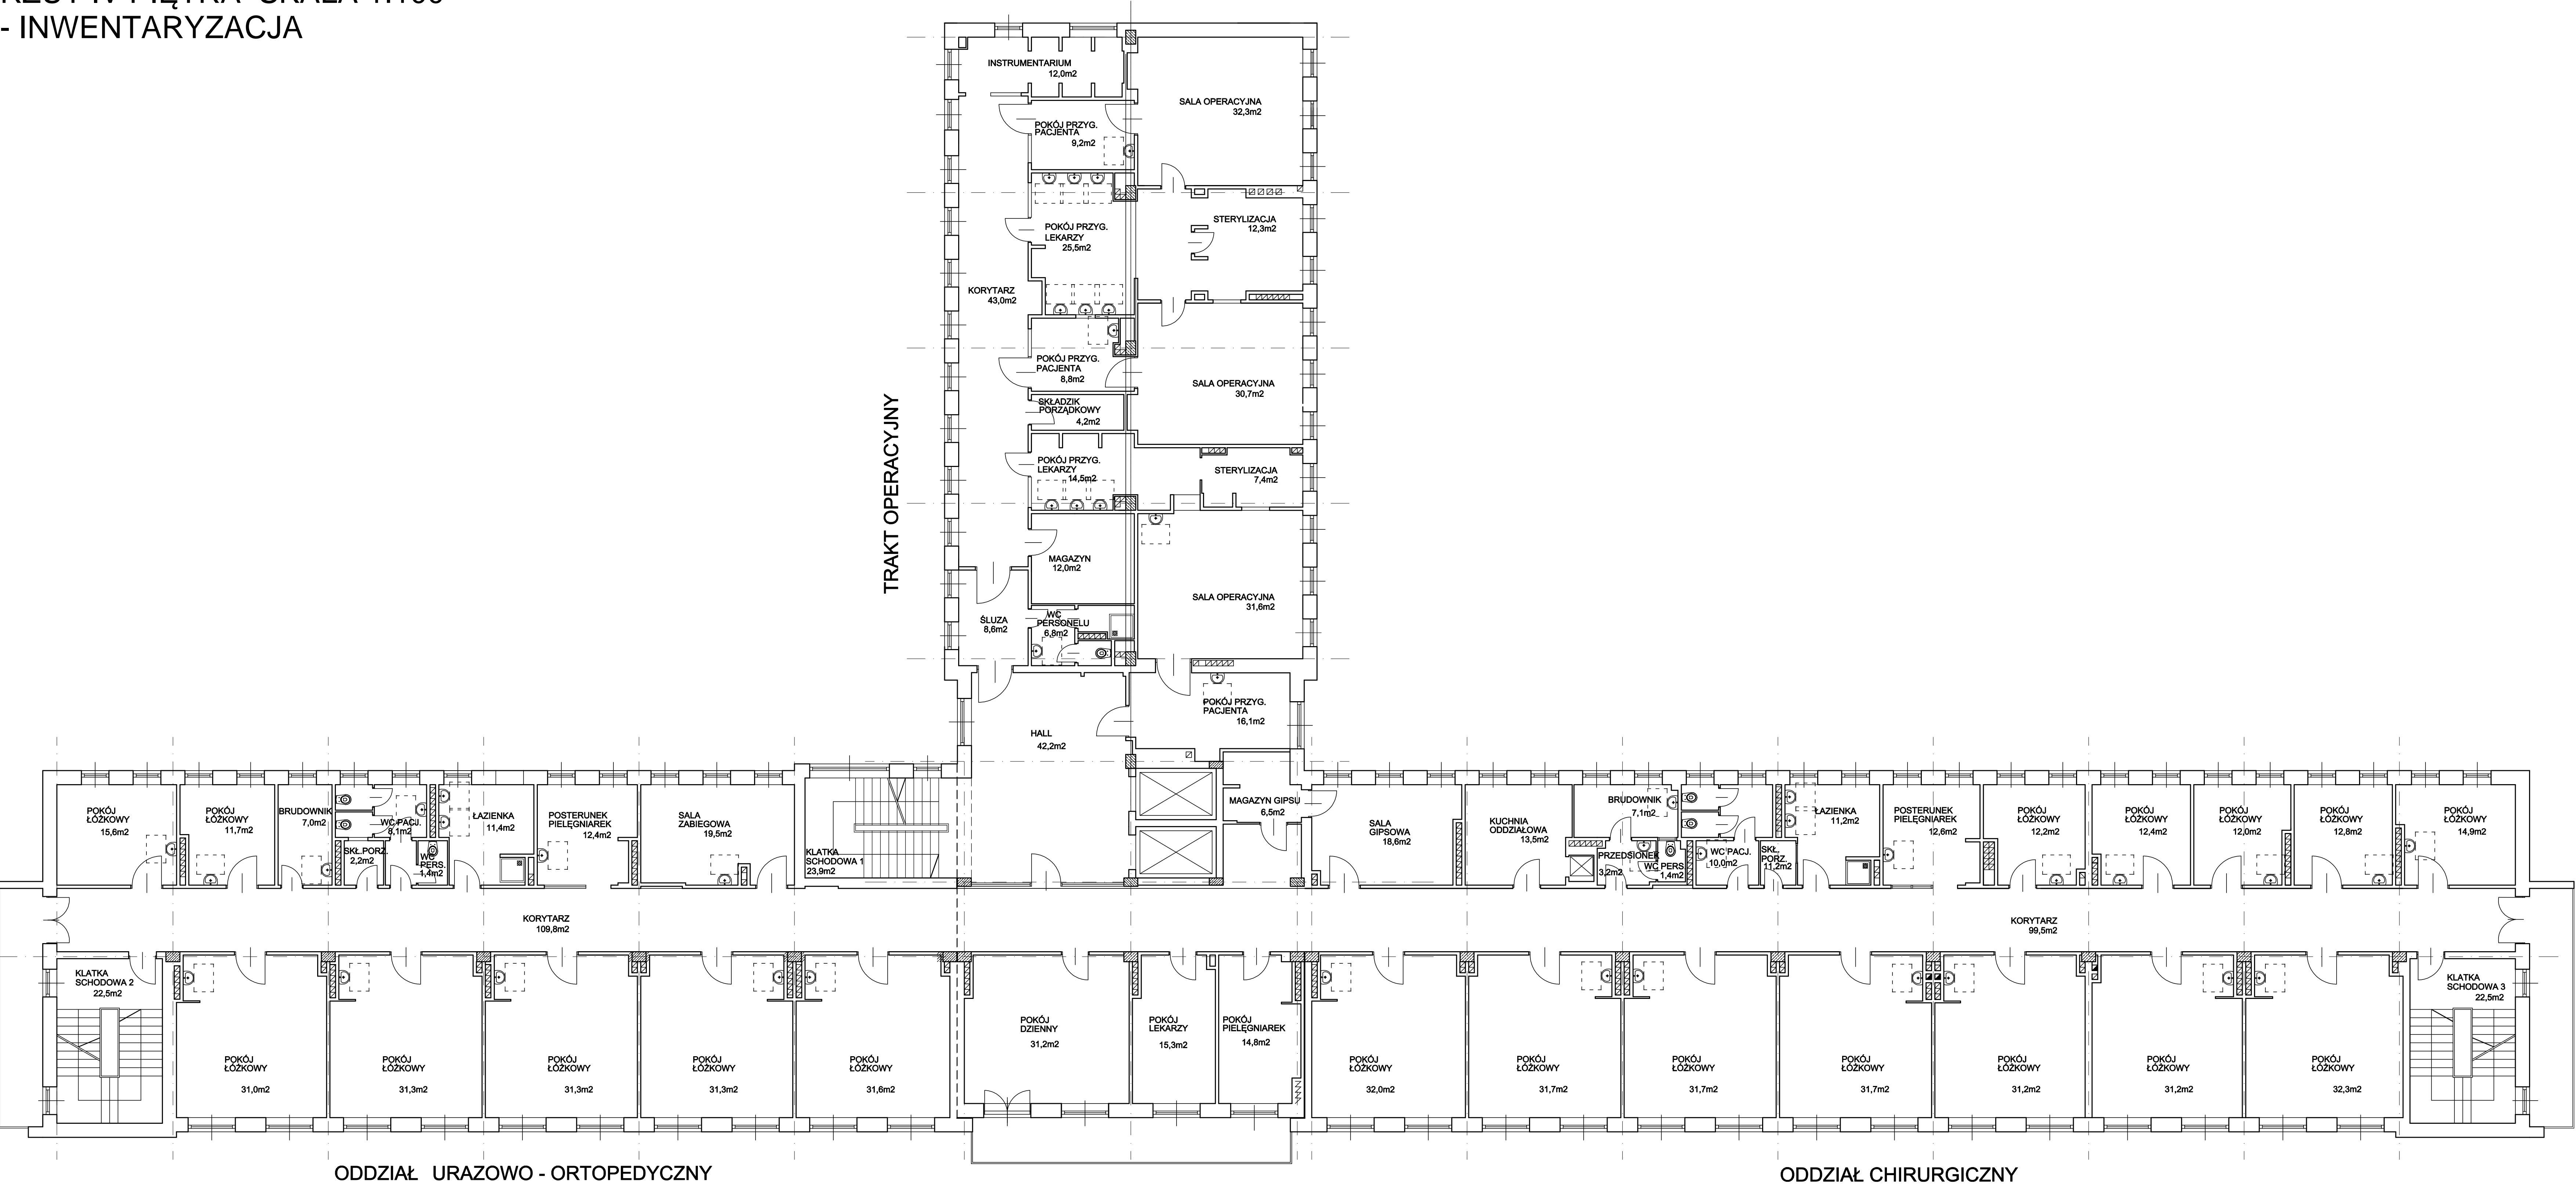 - INWENTARYZACJA
INSTRUMENTARIUM
12,0m2
SALA OPERACYJNA
32,3m2
POKÓJ PRZYG.
PACJENTA
9,2m2
POKÓJ PRZYG.
LEKARZY
25,5m2
STERYLIZACJA
12,3m2
KORYTARZ
43,0m2
POKÓJ PRZYG.
PACJENTA
8,8m2
SALA OPERACYJNA
30,7m2
SKŁADZIK
PORZĄDKOWY
4,2m2
TRAKT OPERACYJNY
POKÓJ PRZYG.
LEKARZY
14,5m2
STERYLIZACJA
7,4m2
MAGAZYN
12,0m2
SALA OPERACYJNA
31,6m2
ŚLUZA
8,6m2
WC
PERSONELU
6,8m2
POKÓJ PRZYG.
PACJENTA
16,1m2
HALL
42,2m2
POKÓJ
ŁÓŻKOWY
15,6m2
POKÓJ
ŁÓŻKOWY
11,7m2
BRUDOWNIK
7,0m2
WC PACJ.
8,1m2
SKŁ.PORZ.
2,2m2
WC
PERS.
1,4m2
ŁAZIENKA
11,4m2
POSTERUNEK
PIELĘGNIAREK
12,4m2
SALA
ZABIEGOWA
19,5m2
KLATKA
SCHODOWA 1
23,9m2
MAGAZYN GIPSU
6,5m2
SALA
GIPSOWA
18,6m2
KUCHNIA
ODDZIAŁOWA
13,5m2
BRUDOWNIK
7,1m2
PRZEDSIONEK
3,2m2
WC PERS
1,4m2
WC PACJ.
10,0m2
SKŁ.
PORZ.
11,2m2
ŁAZIENKA
11,2m2
POSTERUNEK
PIELĘGNIAREK
12,6m2
POKÓJ
ŁÓŻKOWY
12,2m2
POKÓJ
ŁÓŻKOWY
12,4m2
POKÓJ
ŁÓŻKOWY
12,0m2
POKÓJ
ŁÓŻKOWY
12,8m2
POKÓJ
ŁÓŻKOWY
14,9m2
KORYTARZ
109,8m2
KORYTARZ
99,5m2
KLATKA
SCHODOWA 2
22,5m2
POKÓJ
ŁÓŻKOWY
31,0m2
POKÓJ
ŁÓŻKOWY
31,3m2
POKÓJ
ŁÓŻKOWY
31,3m2
POKÓJ
ŁÓŻKOWY
31,3m2
POKÓJ
ŁÓŻKOWY
31,6m2
POKÓJ
DZIENNY
31,2m2
POKÓJ
LEKARZY
15,3m2
POKÓJ
PIELĘGNIAREK
14,8m2
POKÓJ
ŁÓŻKOWY
32,0m2
POKÓJ
ŁÓŻKOWY
31,7m2
POKÓJ
ŁÓŻKOWY
31,7m2
POKÓJ
ŁÓŻKOWY
31,7m2
POKÓJ
ŁÓŻKOWY
31,2m2
POKÓJ
ŁÓŻKOWY
31,2m2
POKÓJ
ŁÓŻKOWY
32,3m2
KLATKA
SCHODOWA 3
22,5m2
ODDZIAŁ URAZOWO - ORTOPEDYCZNY
ODDZIAŁ CHIRURGICZNY